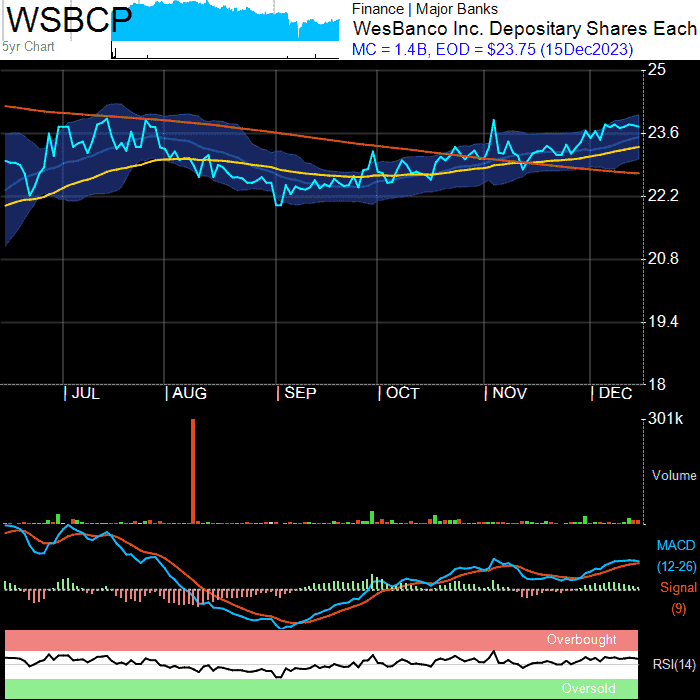 WSBCP
5yr Chart
Finance | Major Banks
WesBanco Inc. Depositary Shares Each
MC = 1.4B, EOD = $23.75 (15Dec2023)
25
23.6
22.2
20.8
19.4
18
| JUL | AUG | SEP | OCT | NOV | DEC
301k
Volume
MACD
(12-26)
Signal
(9)
Overbought
RSI(14)
Oversold